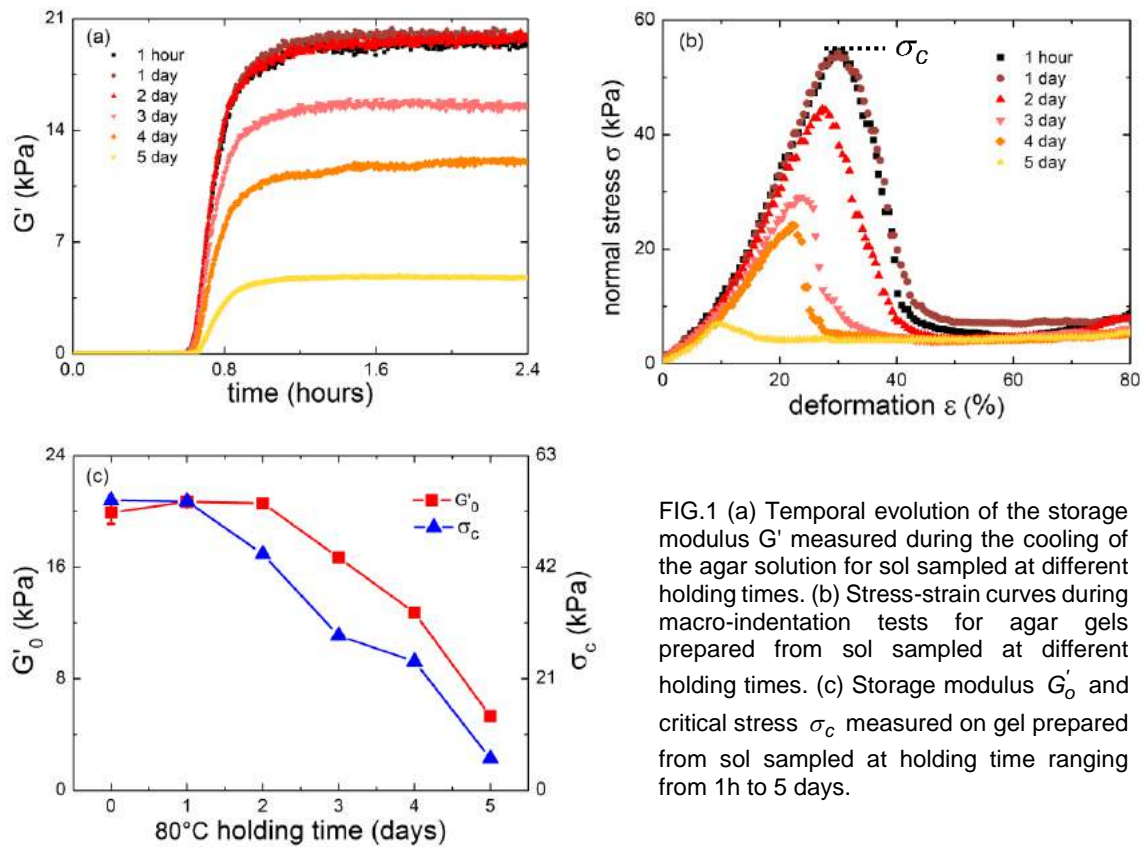 (a)
21
14
7
0
G' (kPa)
1 hour
1 day
2 day
3 day
4 day
5 day
0.0 0.8 1.6 2.4
time (hours)
(b)
60
40
20
0
normal stress σ (kPa)
σc
1 hour
1 day
2 day
3 day
4 day
5 day
0 20 40 60 80
deformation ε (%)
(c)
24
16
8
0
G'0 (kPa)
G'0
σc
63
42
21
0
σc (kPa)
0 1 2 3 4 5
80°C holding time (days)
FIG.1 (a) Temporal evolution of the storage
modulus G' measured during the cooling of
the agar solution for sol sampled at different
holding times. (b) Stress-strain curves during
macro-indentation tests for agar gels
prepared from sol sampled at different
holding times. (c) Storage modulus G'o and
critical stress σc measured on gel prepared
from sol sampled at holding time ranging
from 1h to 5 days.